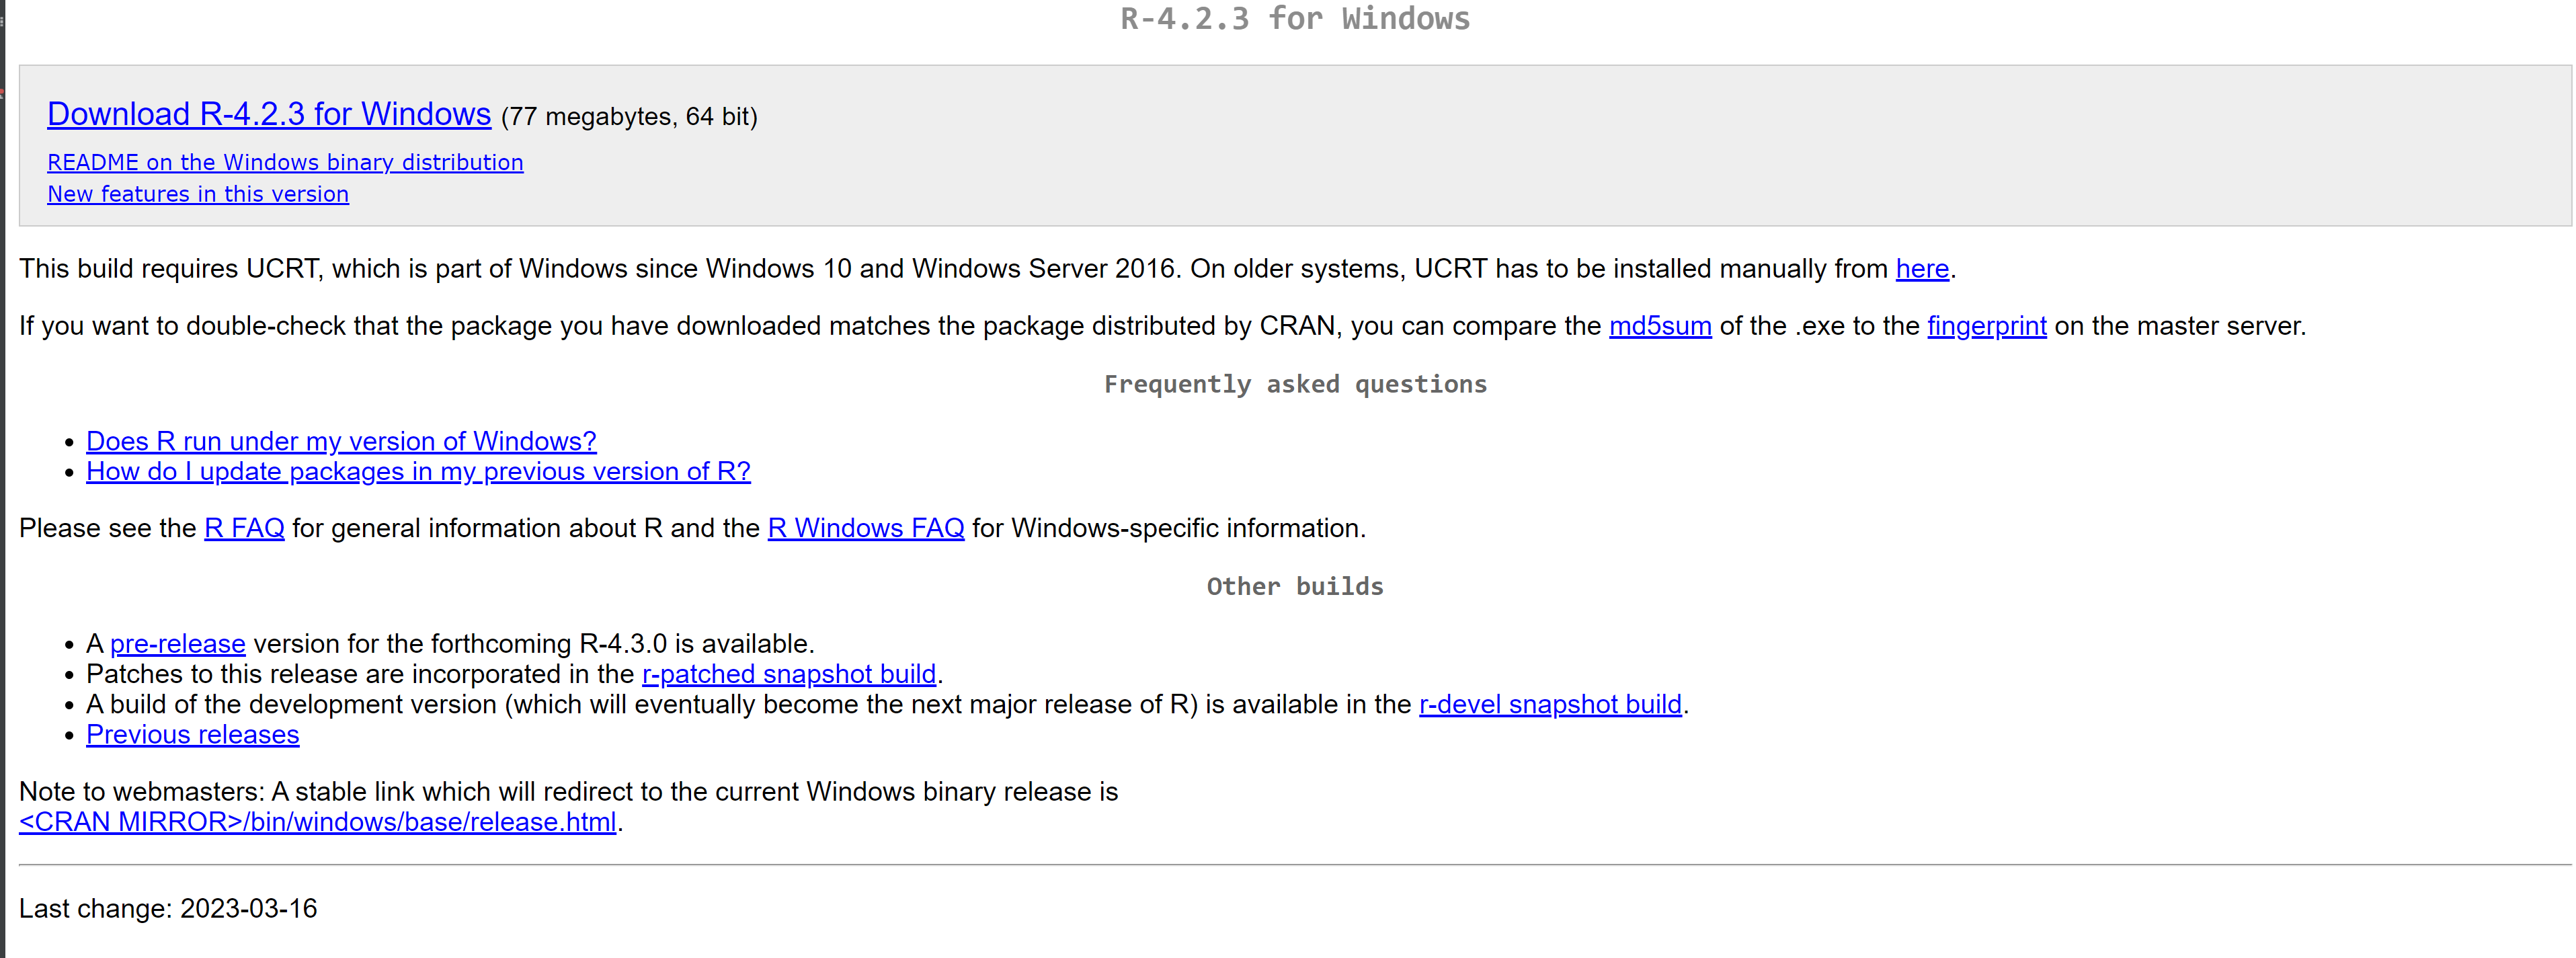 R-4.2.3 for Windows
Download R-4.2.3 for Windows (77 megabytes, 64 bit)
README on the Windows binary distribution
New features in this version
This build requires UCRT, which is part of Windows since Windows 10 and Windows Server 2016. On older systems, UCRT has to be installed manually from here.
If you want to double-check that the package you have downloaded matches the package distributed by CRAN, you can compare the md5sum of the .exe to the fingerprint on the master server.
Frequently asked questions
• Does R run under my version of Windows?
• How do I update packages in my previous version of R?
Please see the R FAQ for general information about R and the R Windows FAQ for Windows-specific information.
Other builds
• A pre-release version for the forthcoming R-4.3.0 is available.
• Patches to this release are incorporated in the r-patched snapshot build.
• A build of the development version (which will eventually become the next major release of R) is available in the r-devel snapshot build.
• Previous releases
Note to webmasters: A stable link which will redirect to the current Windows binary release is
<CRAN MIRROR>/bin/windows/base/release.html.
Last change: 2023-03-16